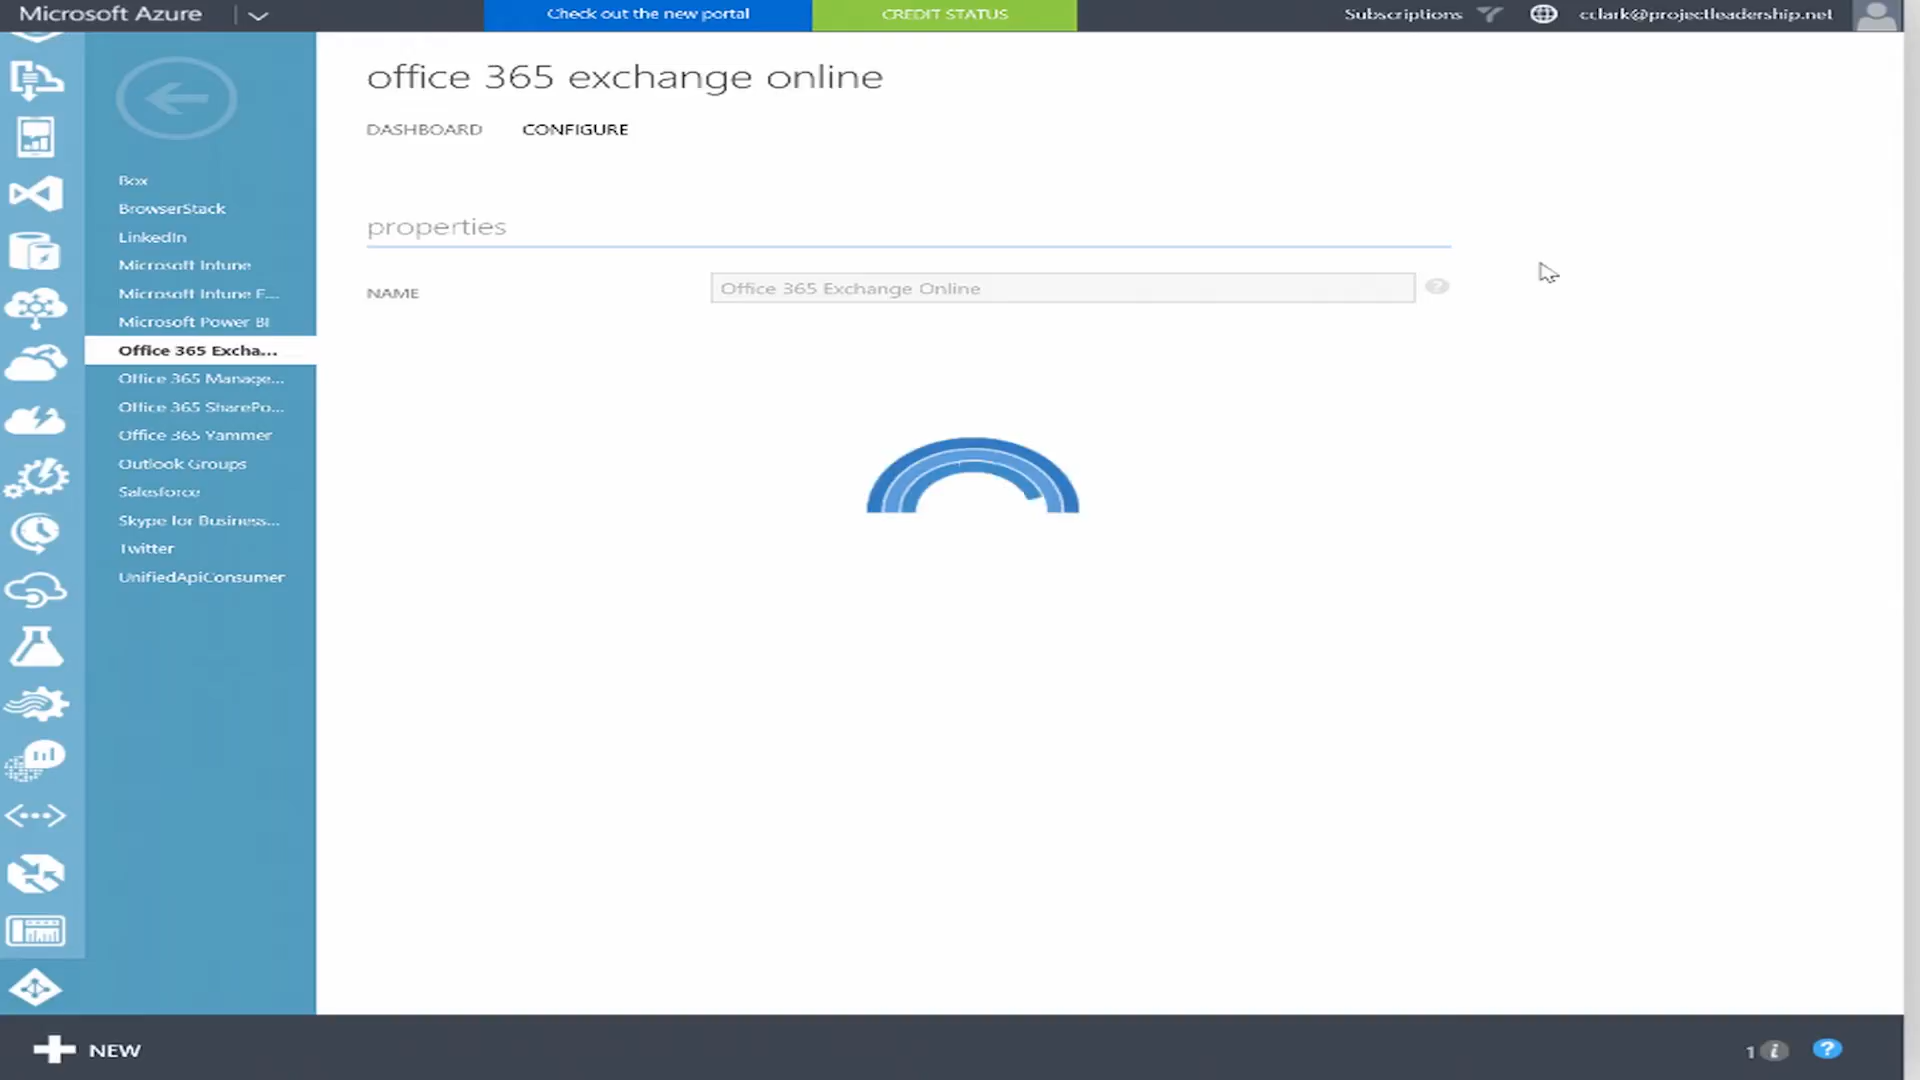 Microsoft Azure
Check out the new portal
CREDIT STATUS
Subscriptions
cclark@projectleadership.net
office 365 exchange online
DASHBOARD CONFIGURE
Box
BrowserStack
LinkedIn
Microsoft Intune
Microsoft Intune E...
Microsoft Power BI
Office 365 Excha...
Office 365 Manage...
Office 365 SharePo...
Office 365 Yammer
Outlook Groups
Salesforce
Skype for Business...
Twitter
UnifiedApiConsumer
properties
NAME
Office 365 Exchange Online
?
NEW
1 i ?